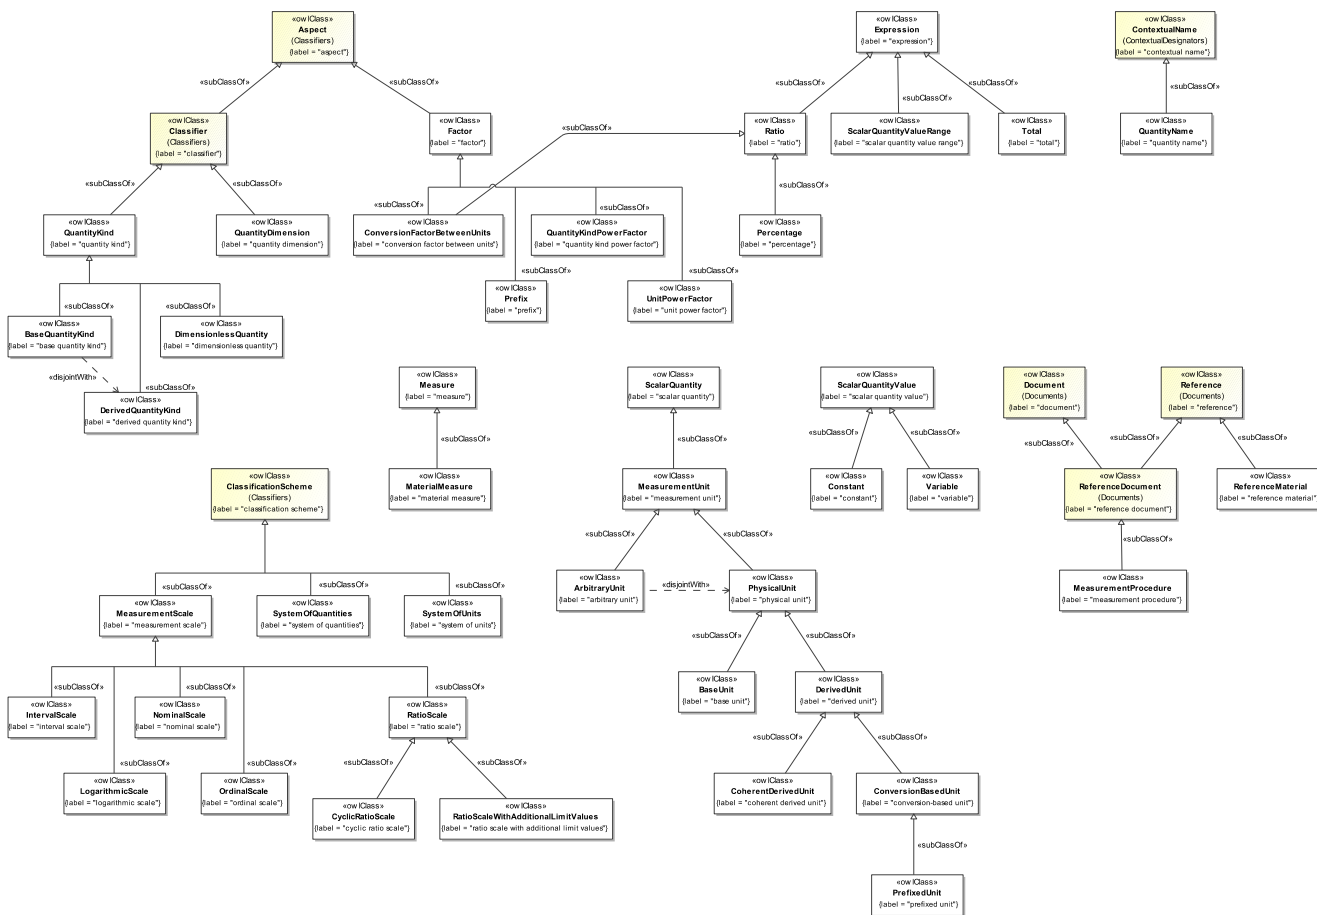 «owlClass»
Aspect
(Classifiers)
{label = "aspect"}
«owlClass»
Expression
{label = "expression"}
«owlClass»
ContextualName
(ContextualDesignators)
{label = "contextual name"}
«subClassOf»
«subClassOf»
«subClassOf»
«subClassOf»
«subClassOf»
«subClassOf»
«owlClass»
Classifier
(Classifiers)
{label = "classifier"}
«owlClass»
Factor
{label = "factor"}
«subClassOf»
«owlClass»
Ratio
{label = "ratio"}
«owlClass»
ScalarQuantityValueRange
{label = "scalar quantity value range}
«owlClass»
Total
{label = "total"}
«owlClass»
QuantityName
{label = "quantity name"}
«subClassOf»
«subClassOf»
«subClassOf»
«subClassOf»
«subClassOf»
«owlClass»
QuantityKind
{label = "quantity kind"}
«owlClass»
QuantityDimension
{label = "quantity dimension"}
«owlClass»
ConversionFactorBetweenUnits
{label = "conversion factor between units"}
«owlClass»
QuantityKindPowerFactor
{label = "quantity kind power factor"}
«owlClass»
Percentage
{label = "percentage"}
«subClassOf»
«subClassOf»
«owlClass»
Prefix
{label = "prefix"}
«owlClass»
UnitPowerFactor
{label = "unit power factor"}
«subClassOf»
«subClassOf»
«owlClass»
BaseQuantityKind
{label = "base quantity kind"}
«owlClass»
DimensionlessQuantity
{label = "dimensionless quantity"}
«disjointWith»
«subClassOf»
«owlClass»
DerivedQuantityKind
{label = "derived quantity kind"}
«owlClass»
Measure
{label = "measure"}
«owlClass»
ScalarQuantity
{label = "scalar quantity"}
«owlClass»
ScalarQuantityValue
{label = "scalar quantity value"}
«owlClass»
Document
(Documents)
{label = "document"}
«owlClass»
Reference
(Documents)
{label = "reference"}
«subClassOf»
«subClassOf»
«subClassOf»
«subClassOf»
«subClassOf»
«subClassOf»
«subClassOf»
«owlClass»
ClassificationScheme
(Classifiers)
{label = "classification scheme"}
«owlClass»
MaterialMeasure
{label = "material measure"}
«owlClass»
MeasurementUnit
{label = "measurement unit"}
«owlClass»
Constant
{label = "constant"}
«owlClass»
Variable
{label = "variable"}
«owlClass»
ReferenceDocument
(Documents)
{label = "reference document"}
«owlClass»
ReferenceMaterial
{label = "reference material"
«subClassOf»
«subClassOf»
«subClassOf»
«subClassOf»
«subClassOf»
«subClassOf»
«owlClass»
MeasurementScale
{label = "measurement scale"}
«owlClass»
SystemOfQuantities
{label = "system of quantities"}
«owlClass»
SystemOfUnits
{label = "system of units"}
«owlClass»
ArbitraryUnit
{label = "arbitrary unit"}
«disjointWith»
«owlClass»
PhysicalUnit
{label = "physical unit"}
«owlClass»
MeasurementProcedure
{label = "measurement procedure"}
«subClassOf»
«subClassOf»
«subClassOf»
«subClassOf»
«subClassOf»
«owlClass»
IntervalScale
{label = "interval scale"}
«owlClass»
NominalScale
{label = "nominal scale"}
«owlClass»
RatioScale
{label = "ratio scale"}
«owlClass»
BaseUnit
{label = "base unit"}
«owlClass»
DerivedUnit
{label = "derived unit"}
«subClassOf»
«subClassOf»
«subClassOf»
«subClassOf»
«subClassOf»
«subClassOf»
«owlClass»
LogarithmicScale
{label = "logarithmic scale"}
«owlClass»
OrdinalScale
{label = "ordinal scale"}
«owlClass»
CyclicRatioScale
{label = "cyclic ratio scale"}
«owlClass»
RatioScaleWithAdditionalLimitValues
{label = "ratio scale with additional limit values"}
«owlClass»
CoherentDerivedUnit
{label = "coherent derived unit"}
«owlClass»
ConversionBasedUnit
{label = "conversion-based unit"}
«subClassOf»
«owlClass»
PrefixedUnit
{label = "prefixed unit"}